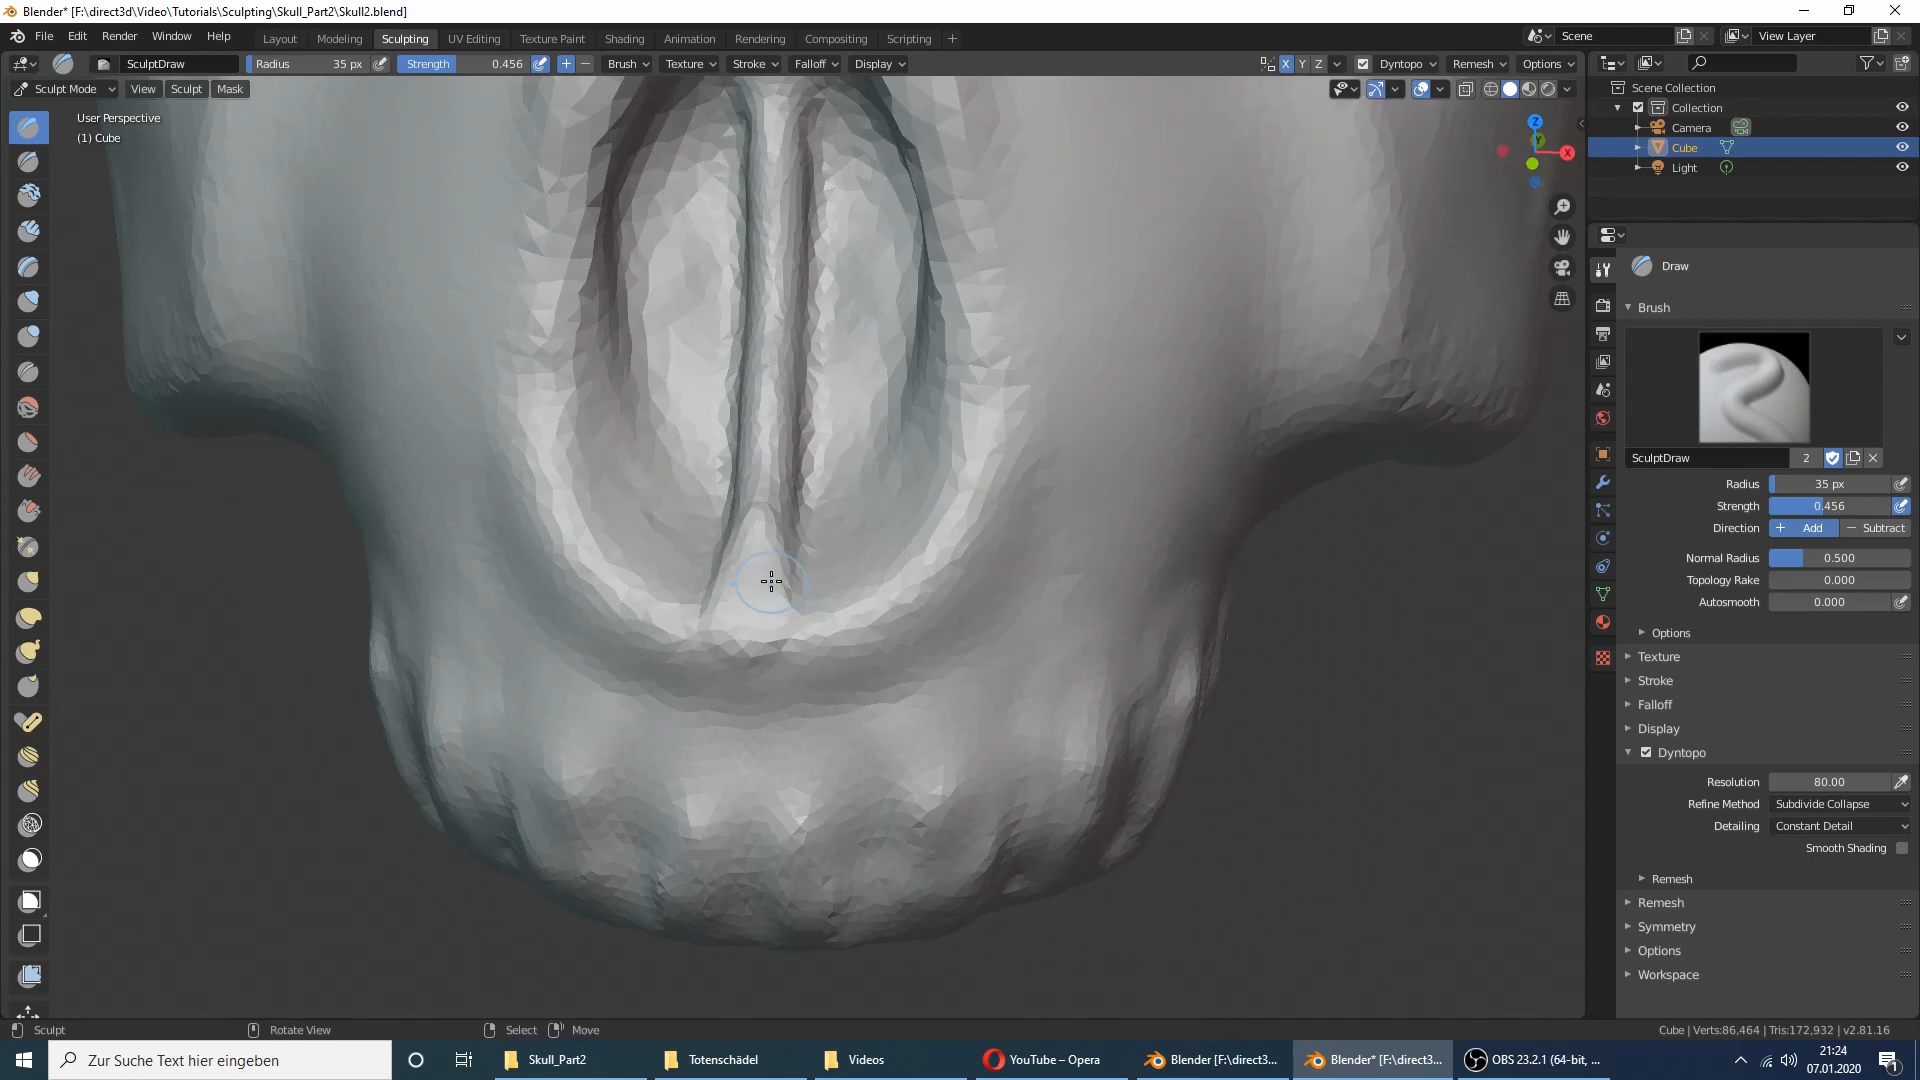 Blender* [F:\direct3d\Video\Tutorials\Sculpting\Skull_Part2\Skull2.blend]
File Edit Render Window Help Layout Modeling Sculpting UV Editing Texture Paint Shading Animation Rendering Compositing Scripting + Scene View Layer
SculptDraw Radius 35 px Strength 0.456 + − Brush Texture Stroke Falloff Display X Y Z Dyntopo Remesh Options
Sculpt Mode View Sculpt Mask
User Perspective
(1) Cube
Z
Y
X
Scene Collection
Collection
Camera
Cube
Light
Draw
Brush
SculptDraw 2
Radius 35 px
Strength 0.456
Direction + Add − Subtract
Normal Radius 0.500
Topology Rake 0.000
Autosmooth 0.000
Options
Texture
Stroke
Falloff
Display
Dyntopo
Resolution 80.00
Refine Method Subdivide Collapse
Detailing Constant Detail
Smooth Shading
Remesh
Remesh
Symmetry
Options
Workspace
Sculpt Rotate View Select Move Cube | Verts:86,464 | Tris:172,932 | v2.81.16
Zur Suche Text hier eingeben Skull_Part2 Totenschädel Videos YouTube – Opera Blender [F:\direct3... Blender* [F:\direct3... OBS 23.2.1 (64-bit, ...
21:24
07.01.2020
1